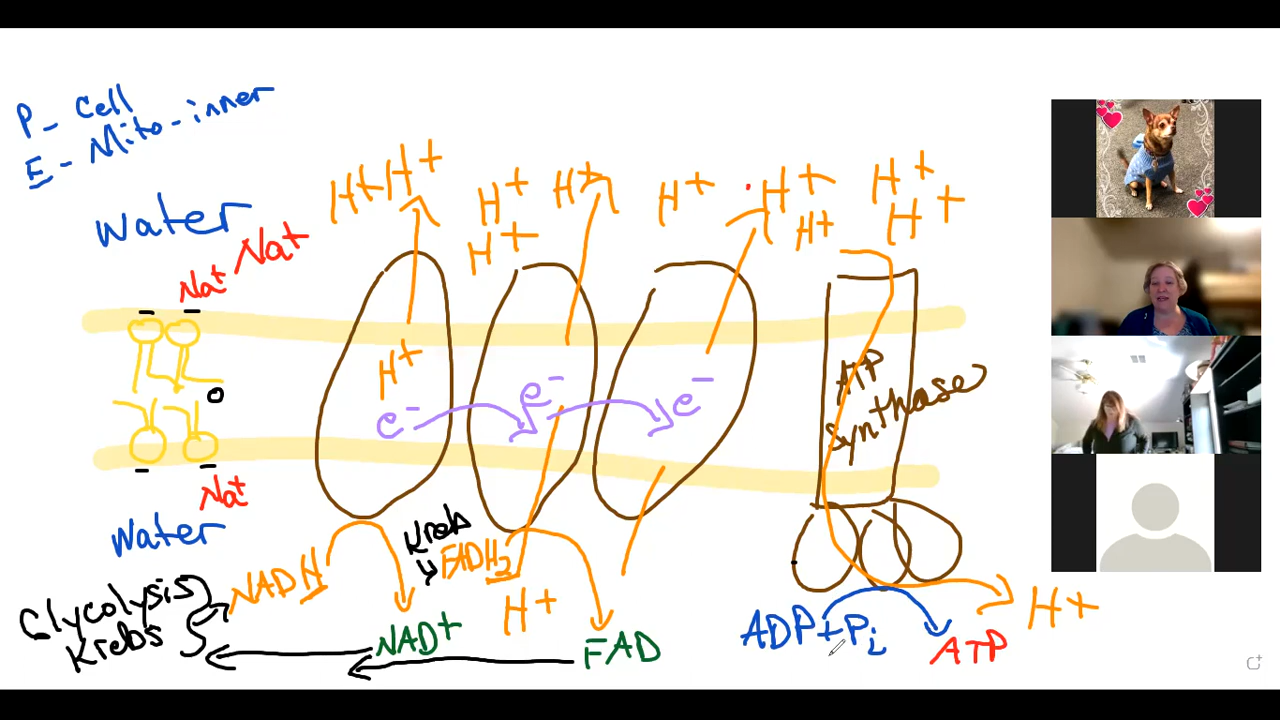 P - Cell
E - Mito - inner
water
Na+ Na+
H+ H+
H+ H+
H+
H+ H+
H+
H+
H+
H+
e-
e-
e-
ATP
synthase
Na+
water
Krebs
FADH2
NADH
Glycolysis
Krebs
NAD+
H+
FAD
ADP+Pi
ATP
H+
o